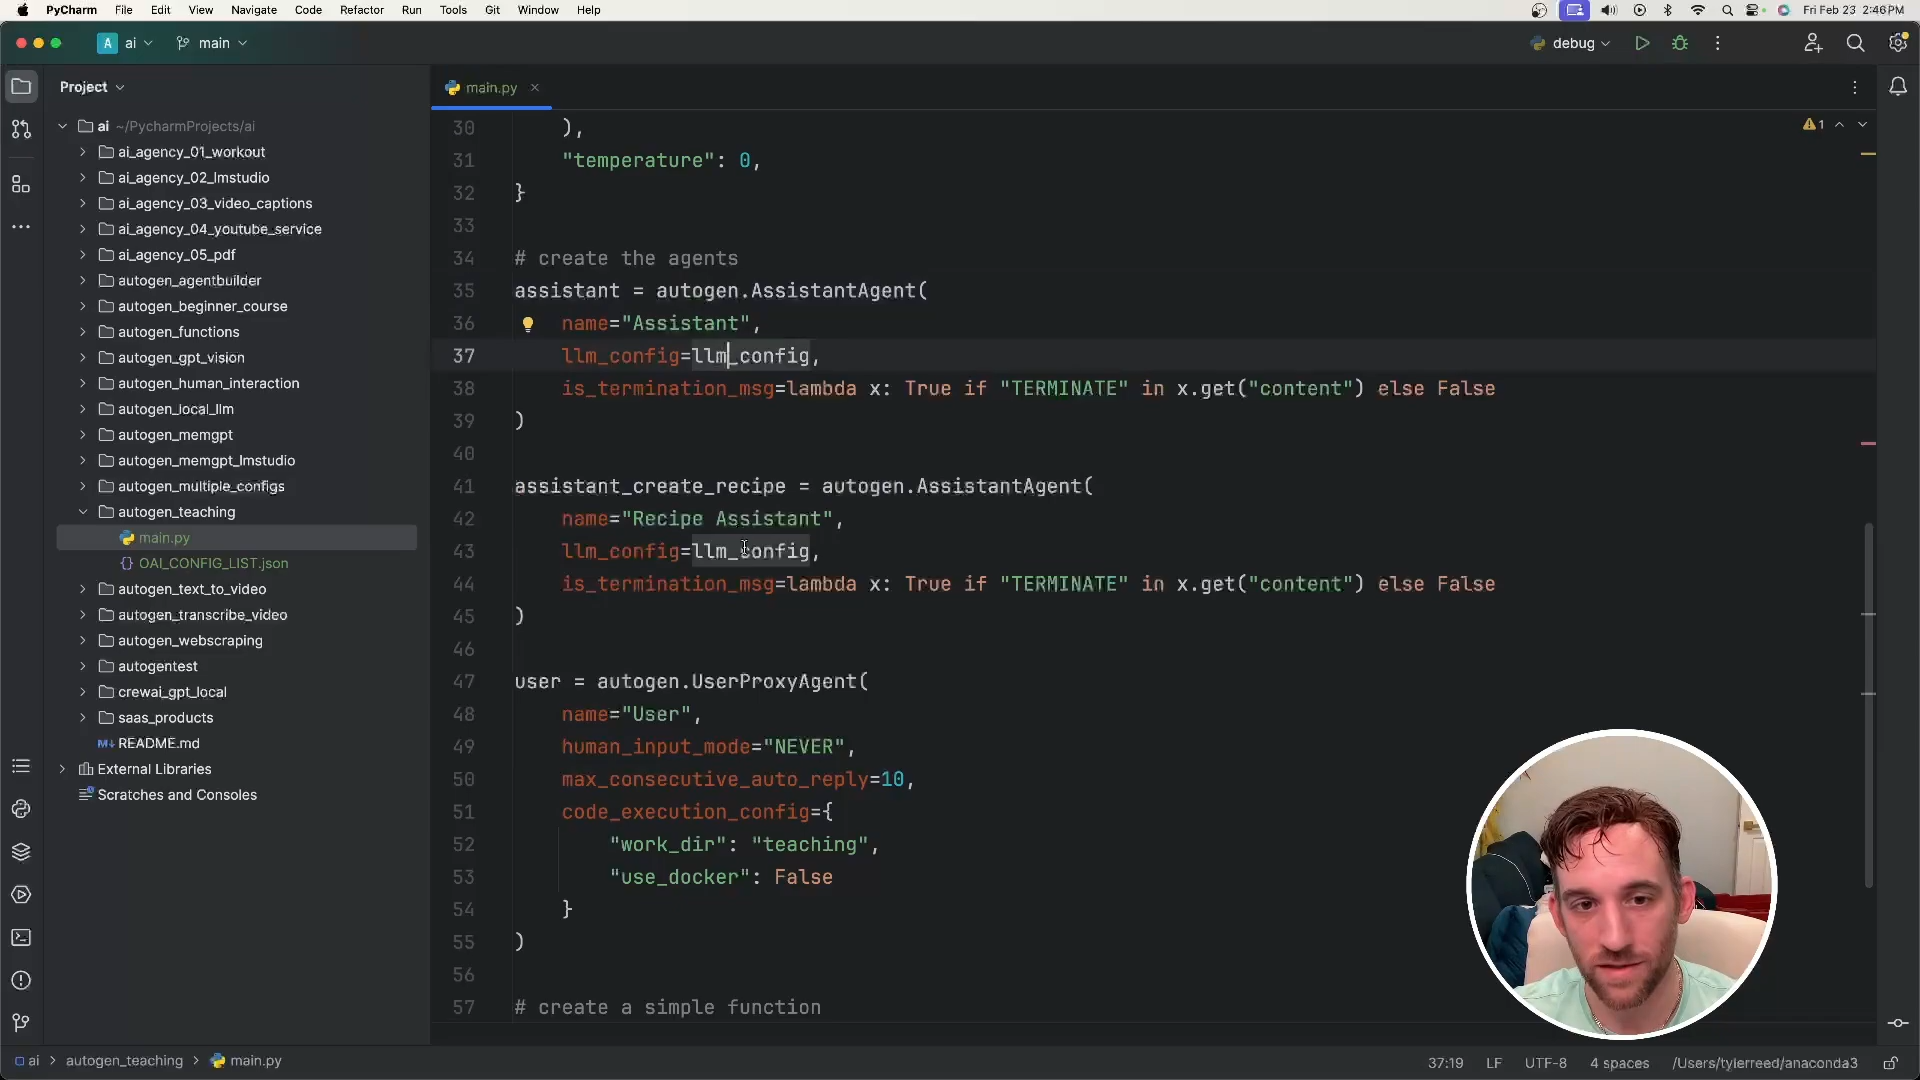 PyCharm File Edit View Navigate Code Refactor Run Tools Git Window Help Fri Feb 23 2:46 PM
A ai main debug
Project
main.py
ai ~/PycharmProjects/ai
ai_agency_01_workout
ai_agency_02_lmstudio
ai_agency_03_video_captions
ai_agency_04_youtube_service
ai_agency_05_pdf
autogen_agentbuilder
autogen_beginner_course
autogen_functions
autogen_gpt_vision
autogen_human_interaction
autogen_local_llm
autogen_memgpt
autogen_memgpt_lmstudio
autogen_multiple_configs
autogen_teaching
main.py
OAI_CONFIG_LIST.json
autogen_text_to_video
autogen_transcribe_video
autogen_webscraping
autogentest
crewai_gpt_local
saas_products
M↓ README.md
External Libraries
Scratches and Consoles
1
30 ),
31 "temperature": 0,
32 }
33
34 # create the agents
35 assistant = autogen.AssistantAgent(
36 name="Assistant",
37 llm_config=llm_config,
38 is_termination_msg=lambda x: True if "TERMINATE" in x.get("content") else False
39 )
40
41 assistant_create_recipe = autogen.AssistantAgent(
42 name="Recipe Assistant",
43 llm_config=llm_config,
44 is_termination_msg=lambda x: True if "TERMINATE" in x.get("content") else False
45 )
46
47 user = autogen.UserProxyAgent(
48 name="User",
49 human_input_mode="NEVER",
50 max_consecutive_auto_reply=10,
51 code_execution_config={
52 "work_dir": "teaching",
53 "use_docker": False
54 }
55 )
56
57 # create a simple function
ai > autogen_teaching > main.py 37:19 LF UTF-8 4 spaces /Users/tylerreed/anaconda3